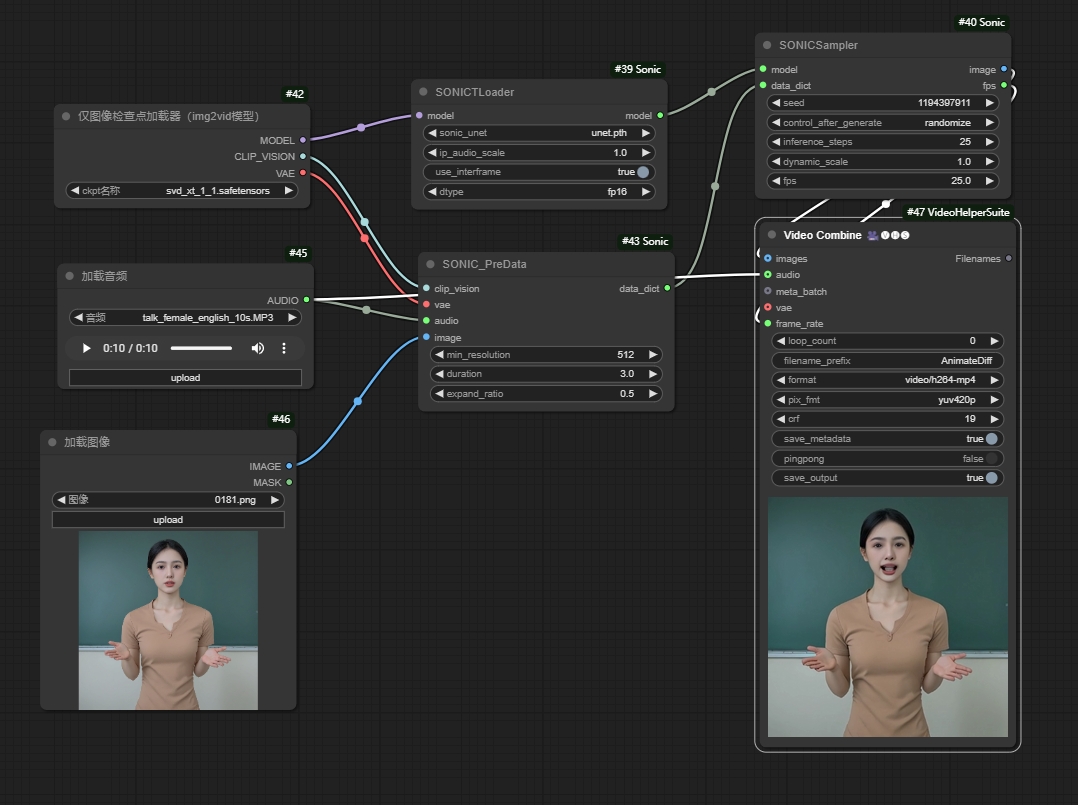 #42
仅图像检查点加载器（img2vid模型）
MODEL
CLIP_VISION
VAE
ckpt名称 svd_xt_1_1.safetensors
#45
加载音频
AUDIO
音频 talk_female_english_10s.MP3
0:10 / 0:10
upload
#46
加载图像
IMAGE
MASK
图像 0181.png
upload
#39 Sonic
SONICTLoader
model model
sonic_unet unet.pth
ip_audio_scale 1.0
use_interframe true
dtype fp16
#43 Sonic
SONIC_PreData
clip_vision data_dict
vae
audio
image
min_resolution 512
duration 3.0
expand_ratio 0.5
#40 Sonic
SONICSampler
model image
data_dict fps
seed 1194397911
control_after_generate randomize
inference_steps 25
dynamic_scale 1.0
fps 25.0
#47 VideoHelperSuite
Video Combine 🎥🅥🅗🅢
images Filenames
audio
meta_batch
vae
frame_rate
loop_count 0
filename_prefix AnimateDiff
format video/h264-mp4
pix_fmt yuv420p
crf 19
save_metadata true
pingpong false
save_output true